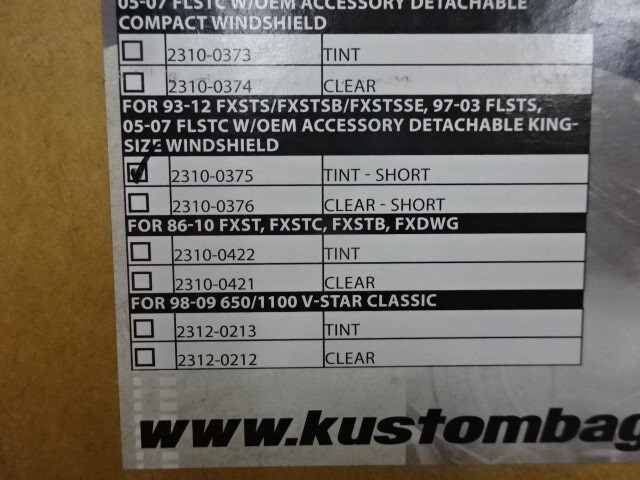 05-07 FLSTC W/OEM ACCESSORY DETACHABLE
COMPACT WINDSHIELD
2310-0373 TINT
2310-0374 CLEAR
FOR 93-12 FXSTS/FXSTSB/FXSTSSE, 97-03 FLSTS,
05-07 FLSTC W/OEM ACCESSORY DETACHABLE KING-
SIZE WINDSHIELD
2310-0375 TINT - SHORT
2310-0376 CLEAR - SHORT
FOR 86-10 FXST, FXSTC, FXSTB, FXDWG
2310-0422 TINT
2310-0421 CLEAR
FOR 98-09 650/1100 V-STAR CLASSIC
2312-0213 TINT
2312-0212 CLEAR
www.kustombag